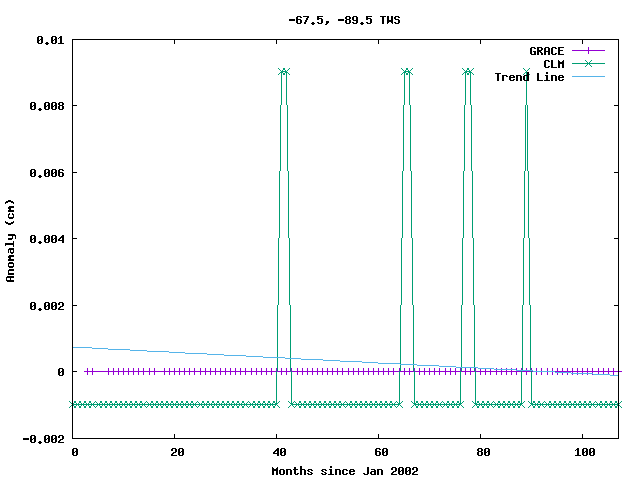 -67.5, -89.5 TWS
0.01
GRACE
CLM
Trend Line
0.008
0.006
0.004
0.002
0
-0.002
Anomaly (cm)
0 20 40 60 80 100
Months since Jan 2002